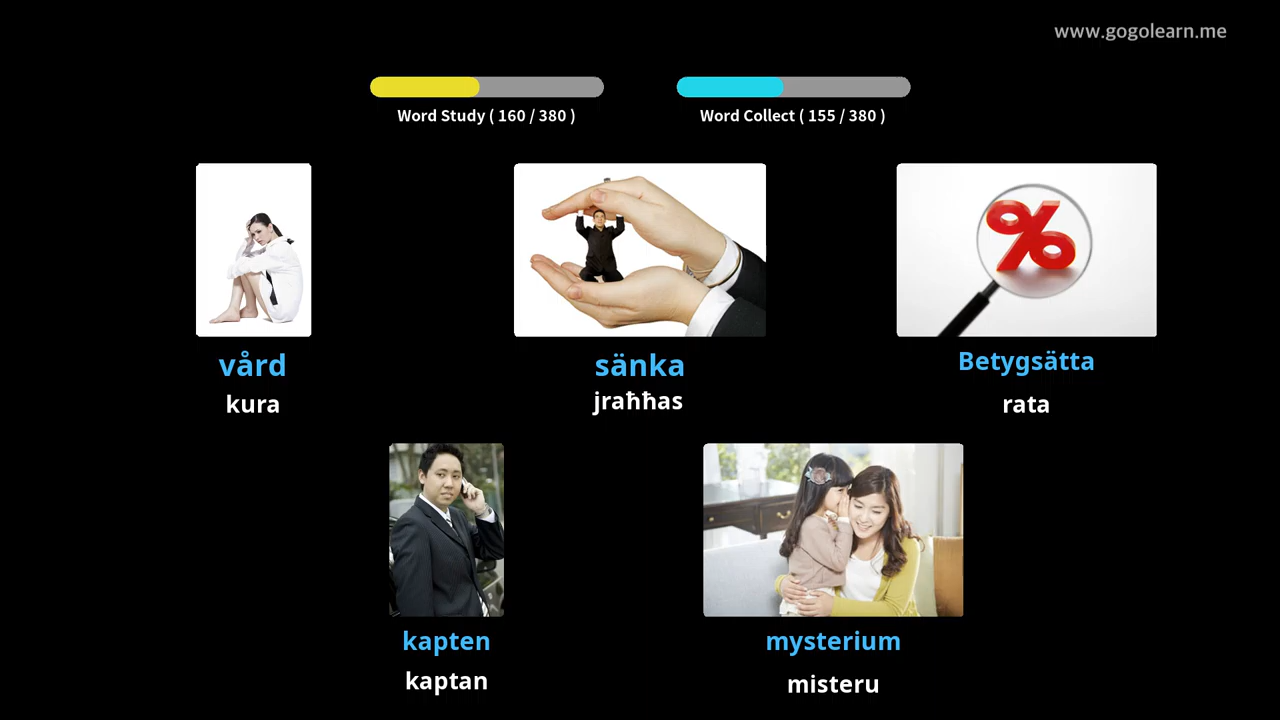 www.gogolearn.me
Word Study ( 160 / 380 )
Word Collect ( 155 / 380 )
vård
kura
sänka
jraħħas
Betygsätta
rata
kapten
kaptan
mysterium
misteru